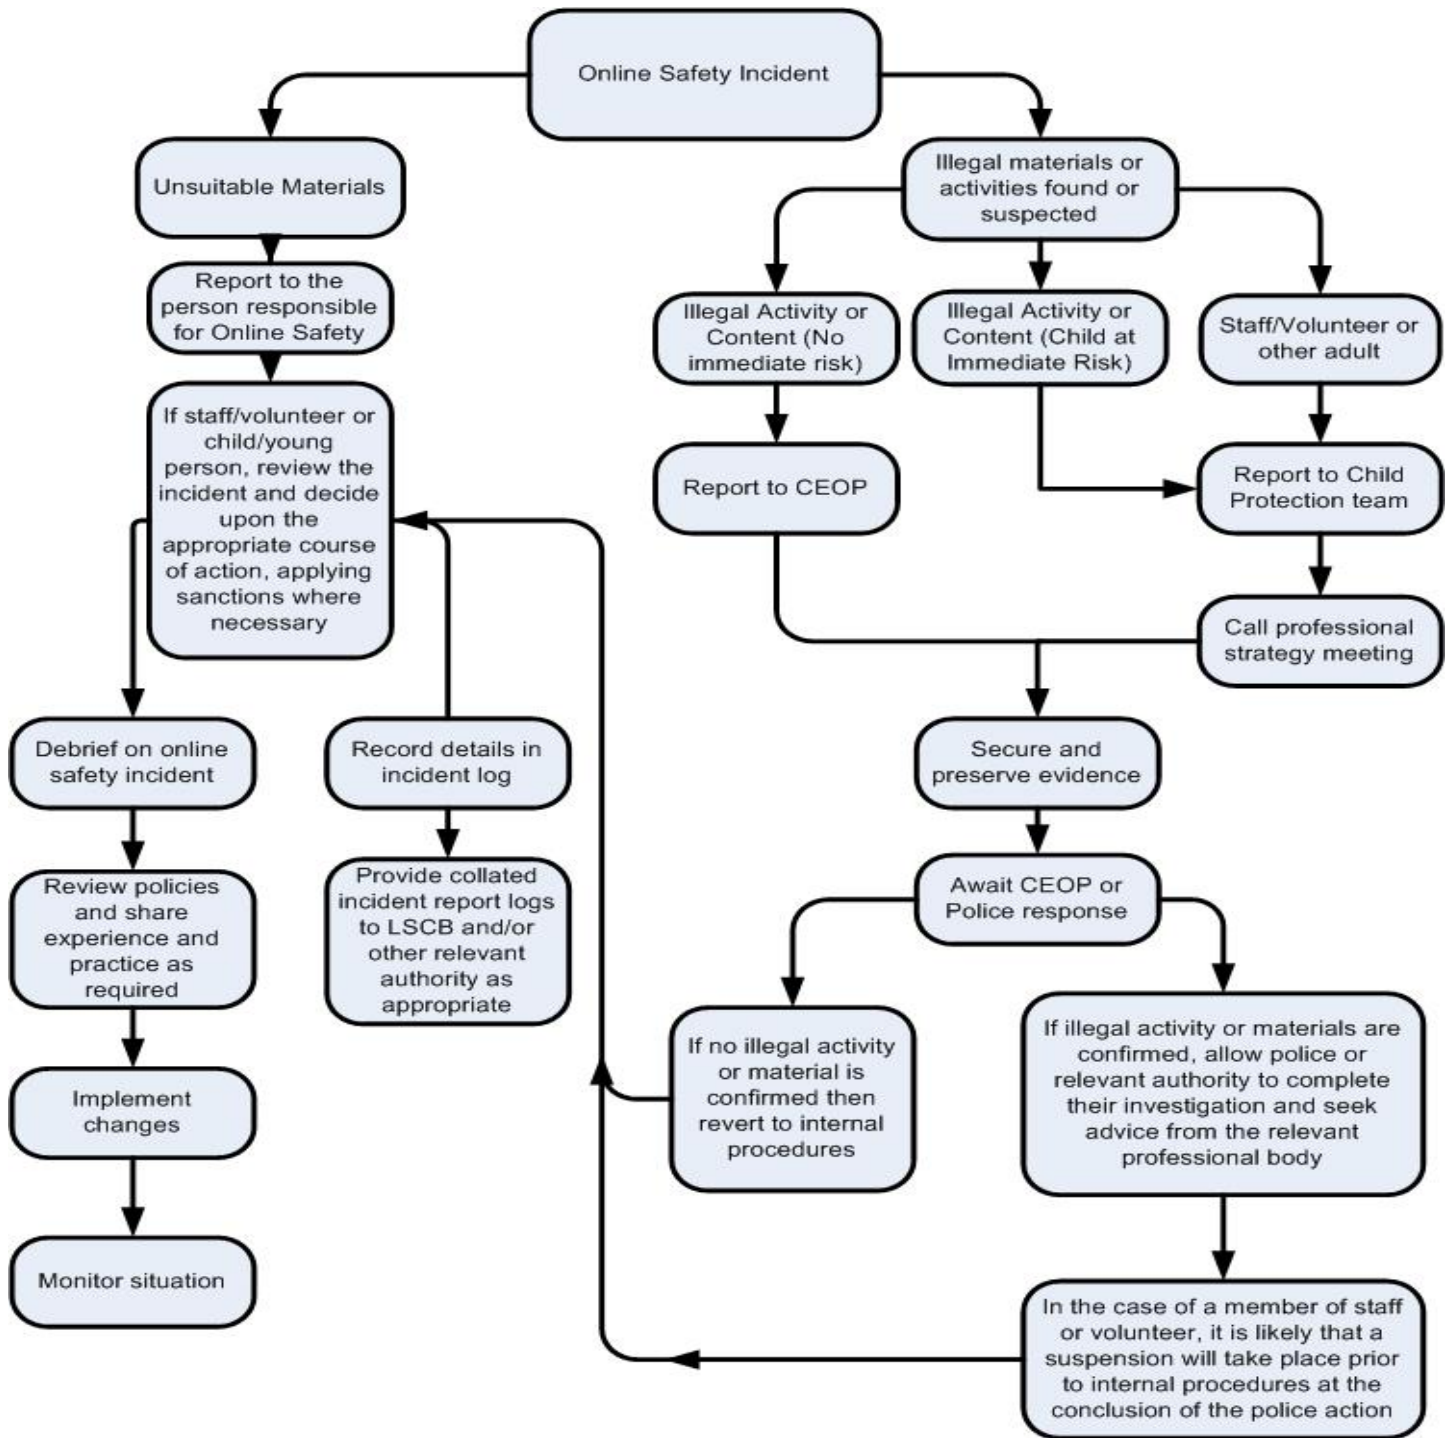 Online Safety Incident
Unsuitable Materials
Report to the
person responsible
for Online Safety
If staff/volunteer or
child/young
person, review the
incident and decide
upon the
appropriate course
of action, applying
sanctions where
necessary
Debrief on online
safety incident
Review policies
and share
experience and
practice as
required
Implement
changes
Monitor situation
Record details in
incident log
Provide collated
incident report logs
to LSCB and/or
other relevant
authority as
appropriate
Illegal materials or
activities found or
suspected
Illegal Activity or
Content (No
immediate risk)
Illegal Activity or
Content (Child at
Immediate Risk)
Staff/Volunteer or
other adult
Report to CEOP
Report to Child
Protection team
Call professional
strategy meeting
Secure and
preserve evidence
Await CEOP or
Police response
If no illegal activity
or material is
confirmed then
revert to internal
procedures
If illegal activity or materials are
confirmed, allow police or
relevant authority to complete
their investigation and seek
advice from the relevant
professional body
In the case of a member of staff
or volunteer, it is likely that a
suspension will take place prior
to internal procedures at the
conclusion of the police action